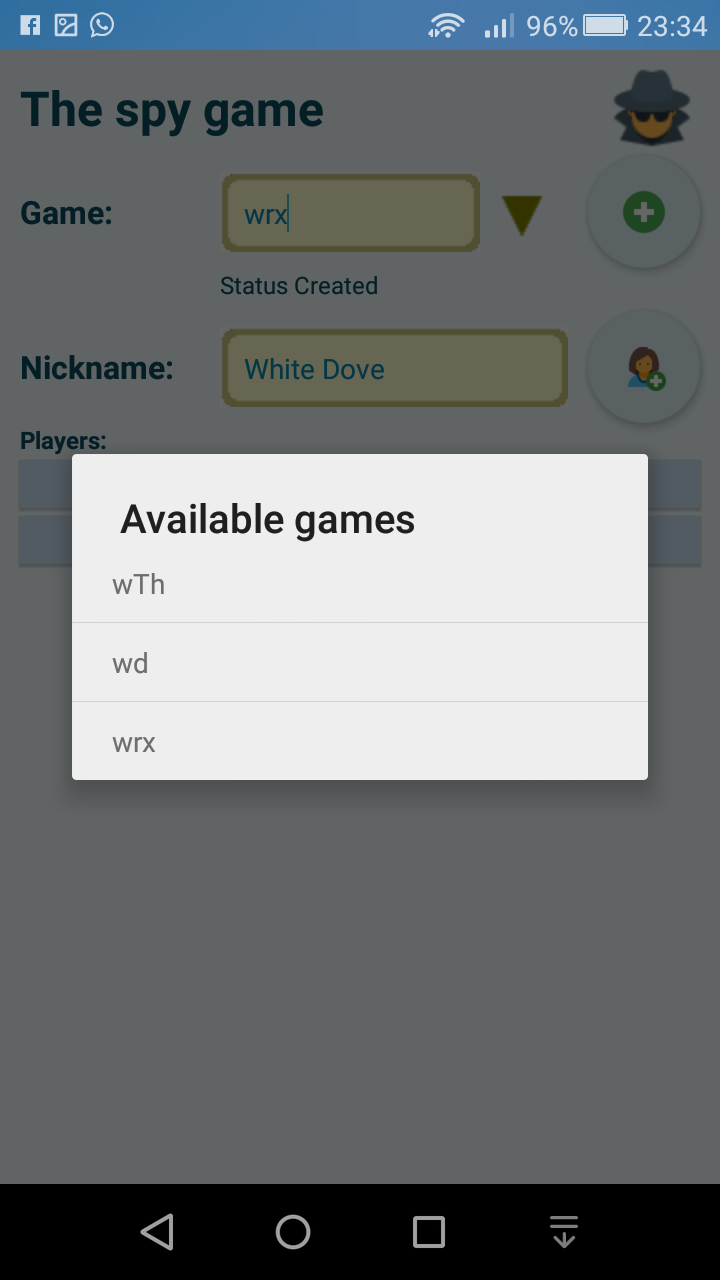 96% 23:34
The spy game
Game: wrx
Status Created
Nickname: White Dove
Players:
Available games
wTh
wd
wrx